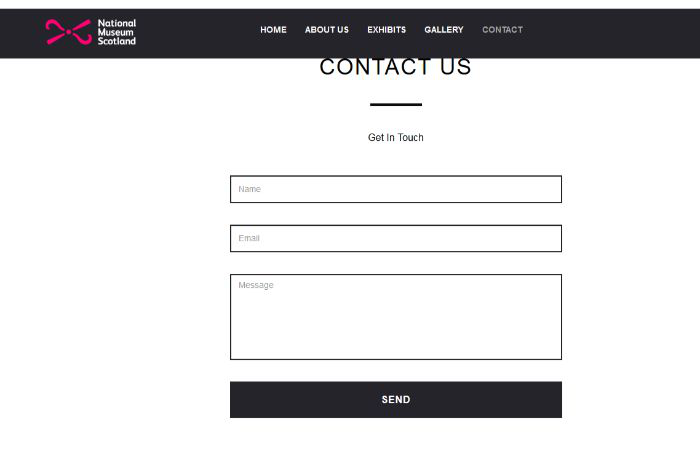 National
Museum
Scotland
HOME ABOUT US EXHIBITS GALLERY CONTACT
CONTACT US
Get In Touch
Name
Email
Message
SEND